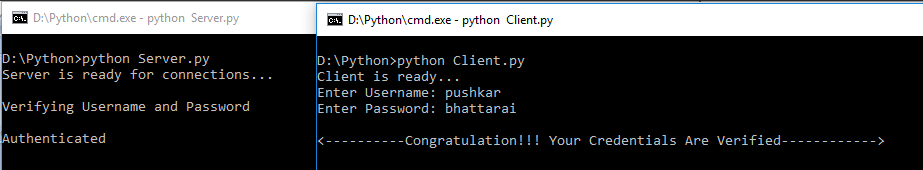 D:\Python\cmd.exe - python  Server.py
D:\Python>python Server.py
Server is ready for connections...
Verifying Username and Password
Authenticated
D:\Python\cmd.exe - python  Client.py
D:\Python>python Client.py
Client is ready...
Enter Username: pushkar
Enter Password: bhattarai
<----------Congratulation!!! Your Credentials Are Verified------------>